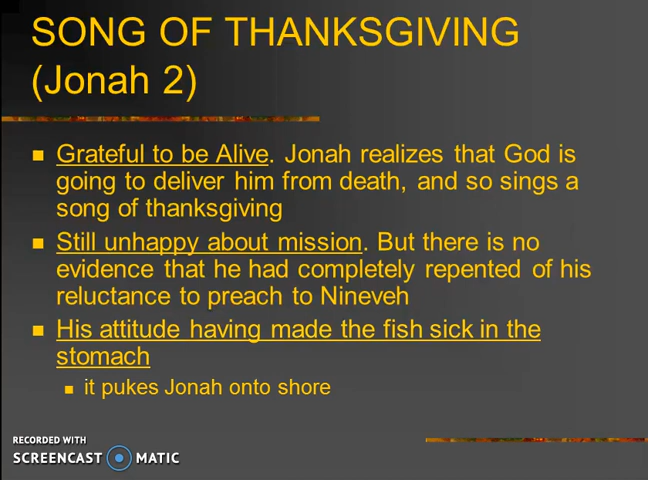 SONG OF THANKSGIVING
(Jonah 2)
Grateful to be Alive. Jonah realizes that God is
going to deliver him from death, and so sings a
song of thanksgiving
Still unhappy about mission. But there is no
evidence that he had completely repented of his
reluctance to preach to Nineveh
His attitude having made the fish sick in the
stomach
it pukes Jonah onto shore
RECORDED WITH
SCREENCAST MATIC